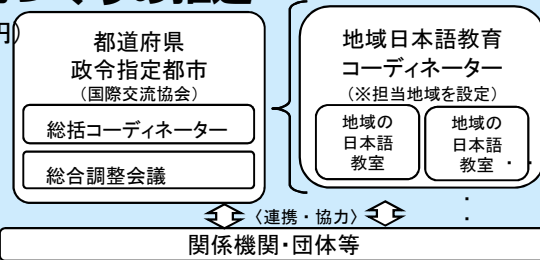 円)
都道府県
政令指定都市
（国際交流協会）
総括コーディネーター
総合調整会議
地域日本語教育
コーディネーター
（※担当地域を設定）
地域の
日本語
教室
地域の
日本語
教室・・
〈連携・協力〉
関係機関・団体等